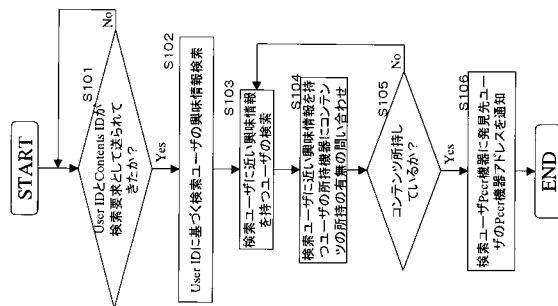 START
S101
User IDとContents IDが
検索要求として送られて
きたか?
No
Yes
S102
User IDに基づく検索ユーザの興味情報検索
S103
検索ユーザに近い興味情報
を持つユーザの検索
S104
検索ユーザに近い興味情報を持
つユーザの所持機器にコンテン
ツの所持の有無の問い合わせ
S105
コンテンツ所持し
ているか?
No
Yes
S106
検索ユーザPeer機器に発見先ユー
ザのPeer機器アドレスを通知
END